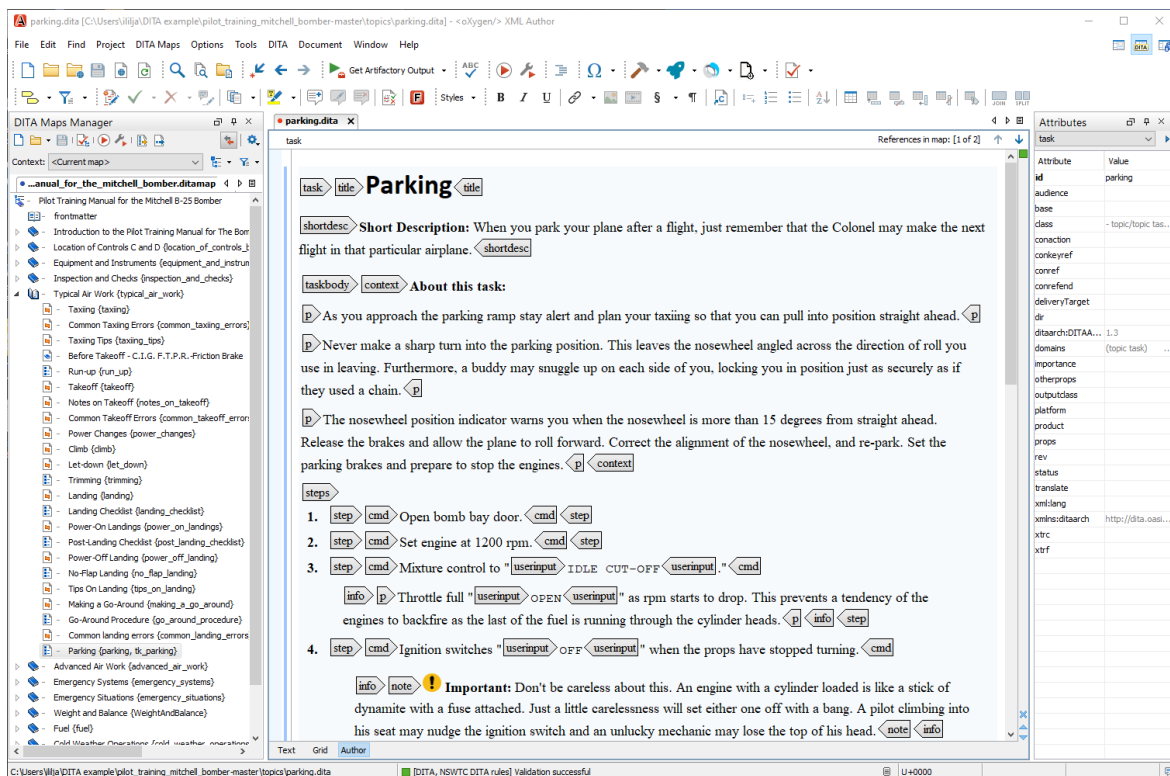 parking.dita [C:\Users\ililja\DITA example\pilot_training_mitchell_bomber-master\topics\parking.dita] - <oXygen/> XML Author
File Edit Find Project DITA Maps Options Tools DITA Document Window Help
DITA
Get Artifactory Output
ABC
Styles
B I U
JOIN SPLIT
DITA Maps Manager
Context: <Current map>
...anual_for_the_mitchell_bomber.ditamap
Pilot Training Manual for the Mitchell B-25 Bomber
frontmatter
Introduction to the Pilot Training Manual for The Bom
Location of Controls C and D {location_of_controls_
Equipment and Instruments {equipment_and_instrum
Inspection and Checks {inspection_and_checks}
Typical Air Work {typical_air_work}
Taxiing {taxiing}
Common Taxiing Errors {common_taxiing_errors}
Taxiing Tips {taxiing_tips}
Before Takeoff - C.I.G. F.T.P.R.-Friction Brake
Run-up {run_up}
Takeoff {takeoff}
Notes on Takeoff {notes_on_takeoff}
Common Takeoff Errors {common_takeoff_errors
Power Changes {power_changes}
Climb {climb}
Let-down {let_down}
Trimming {trimming}
Landing {landing}
Landing Checklist {landing_checklist}
Power-On Landings {power_on_landings}
Post-Landing Checklist {post_landing_checklist}
Power-Off Landing {power_off_landing}
No-Flap Landing {no_flap_landing}
Tips On Landing {tips_on_landing}
Making a Go-Around {making_a_go_around}
Go-Around Procedure {go_around_procedure}
Common landing errors {common_landing_errors
Parking {parking, tk_parking}
Advanced Air Work {advanced_air_work}
Emergency Systems {emergency_systems}
Emergency Situations {emergency_situations}
Weight and Balance {WeightAndBalance}
Fuel {fuel}
Cold Weather Operations {cold_weather_operations
parking.dita
task
References in map: [1 of 2]
task title Parking title
shortdesc Short Description: When you park your plane after a flight, just remember that the Colonel may make the next
flight in that particular airplane. shortdesc
taskbody context About this task:
p As you approach the parking ramp stay alert and plan your taxiing so that you can pull into position straight ahead. p
p Never make a sharp turn into the parking position. This leaves the nosewheel angled across the direction of roll you
use in leaving. Furthermore, a buddy may snuggle up on each side of you, locking you in position just as securely as if
they used a chain. p
p The nosewheel position indicator warns you when the nosewheel is more than 15 degrees from straight ahead.
Release the brakes and allow the plane to roll forward. Correct the alignment of the nosewheel, and re-park. Set the
parking brakes and prepare to stop the engines. p context
steps
1. step cmd Open bomb bay door. cmd step
2. step cmd Set engine at 1200 rpm. cmd step
3. step cmd Mixture control to "userinput IDLE CUT-OFF userinput." cmd
info p Throttle full "userinput OPEN userinput" as rpm starts to drop. This prevents a tendency of the
engines to backfire as the last of the fuel is running through the cylinder heads. p info step
4. step cmd Ignition switches "userinput OFF userinput" when the props have stopped turning. cmd
info note Important: Don't be careless about this. An engine with a cylinder loaded is like a stick of
dynamite with a fuse attached. Just a little carelessness will set either one off with a bang. A pilot climbing into
his seat may nudge the ignition switch and an unlucky mechanic may lose the top of his head. note info
Text Grid Author
Attributes
task
Attribute Value
id parking
audience
base
class - topic/topic tas...
conaction
conkeyref
conref
conrefend
deliveryTarget
dir
ditaarch:DITAA... 1.3
domains (topic task) ...
importance
otherprops
outputclass
platform
product
props
rev
status
translate
xml:lang
xmlns:ditaarch http://dita.oasi...
xtrc
xtrf
C:\Users\ililja\DITA example\pilot_training_mitchell_bomber-master\topics\parking.dita
[DITA, NSWTC DITA rules] Validation successful
U+0000